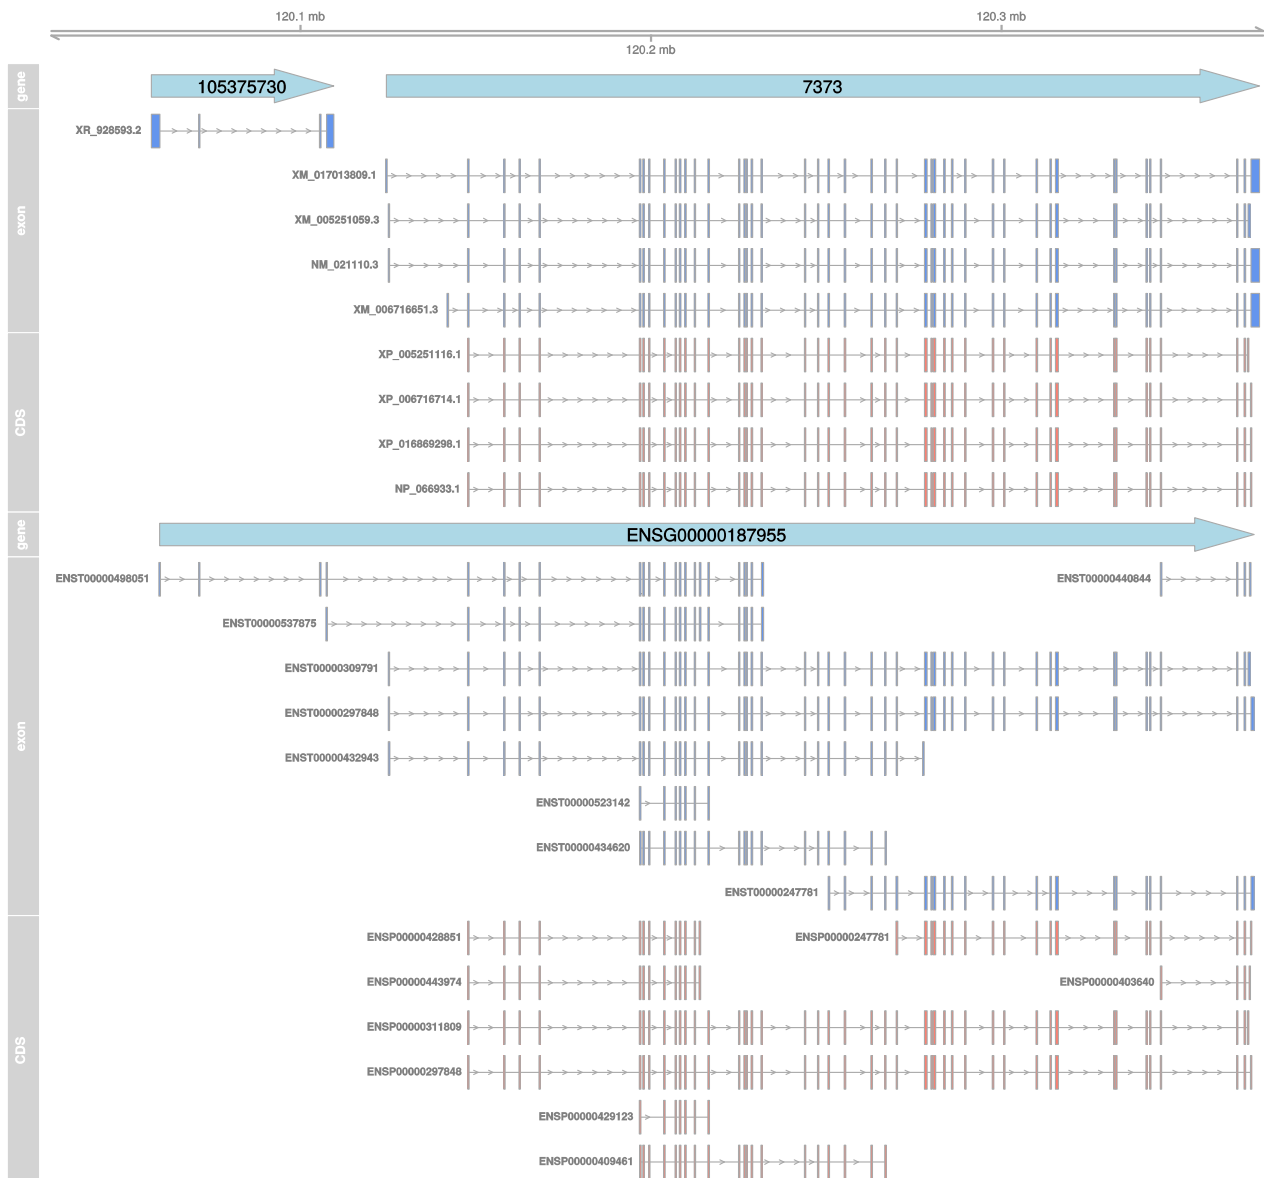 120.1 mb
120.3 mb
120.2 mb
gene
105375730
7373
exon
XR_928593.2
XM_017013809.1
XM_005251059.3
NM_021110.3
XM_006716651.3
CDS
XP_005251116.1
XP_006716714.1
XP_016869298.1
NP_066933.1
gene
ENSG00000187955
exon
ENST00000498051
ENST00000440844
ENST00000537875
ENST00000309791
ENST00000297848
ENST00000432943
ENST00000523142
ENST00000434620
ENST00000247781
CDS
ENSP00000428851
ENSP00000247781
ENSP00000443974
ENSP00000403640
ENSP00000311809
ENSP00000297848
ENSP00000429123
ENSP00000409461